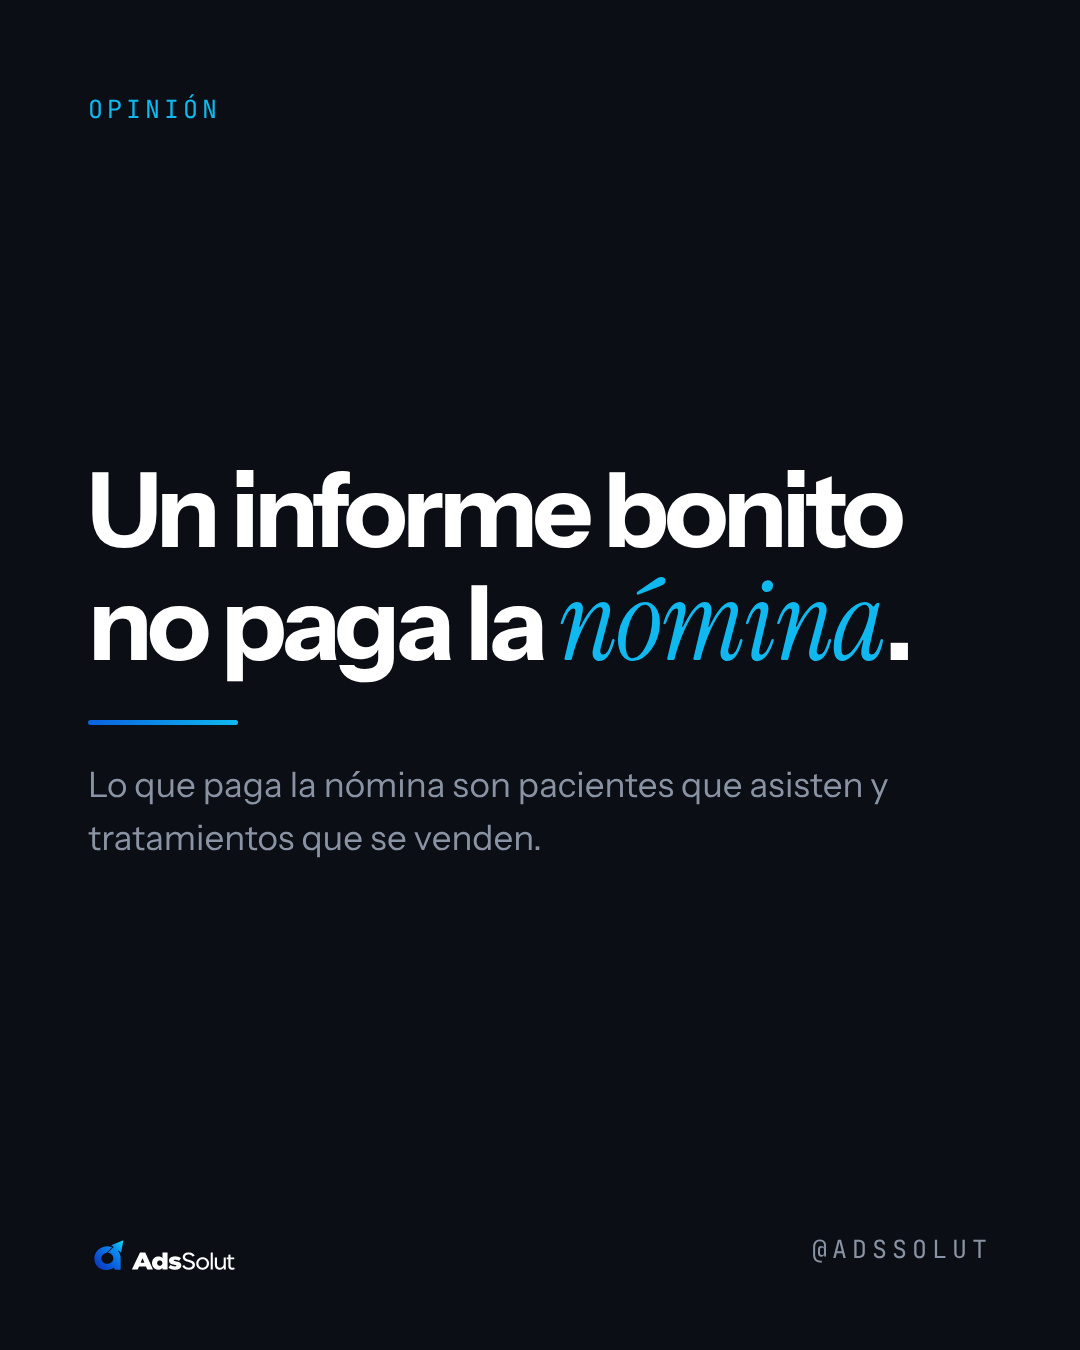 OPINIÓN
Un informe bonito
no paga la nómina.
Lo que paga la nómina son pacientes que asisten y
tratamientos que se venden.
AdsSolut
@ADSSOLUT